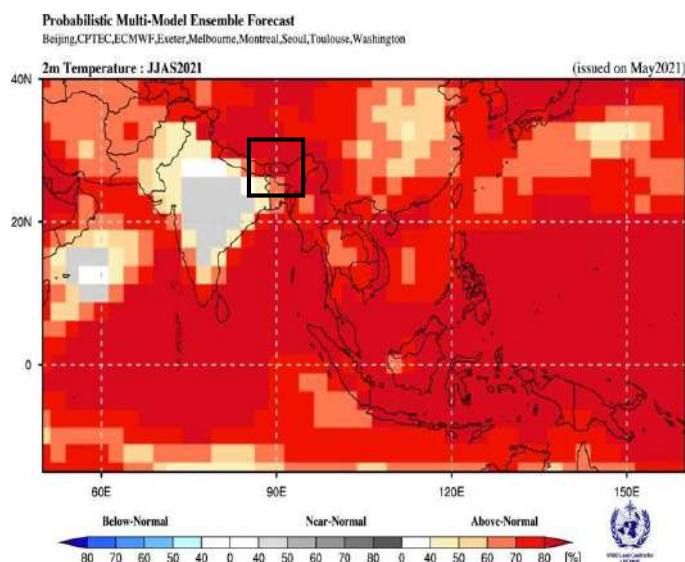 Probabilistic Multi-Model Ensemble Forecast
Beijing,CPTEC,ECMWF,Exeter,Melbourne,Montreal,Seoul,Toulouse,Washington
2m Temperature : JJAS2021 (issued on May2021)
40N
20N
0
60E 90E 120E 150E
Below-Normal Near-Normal Above-Normal
80 70 60 50 40 0 40 50 60 70 80 0 40 50 60 70 80 [%]